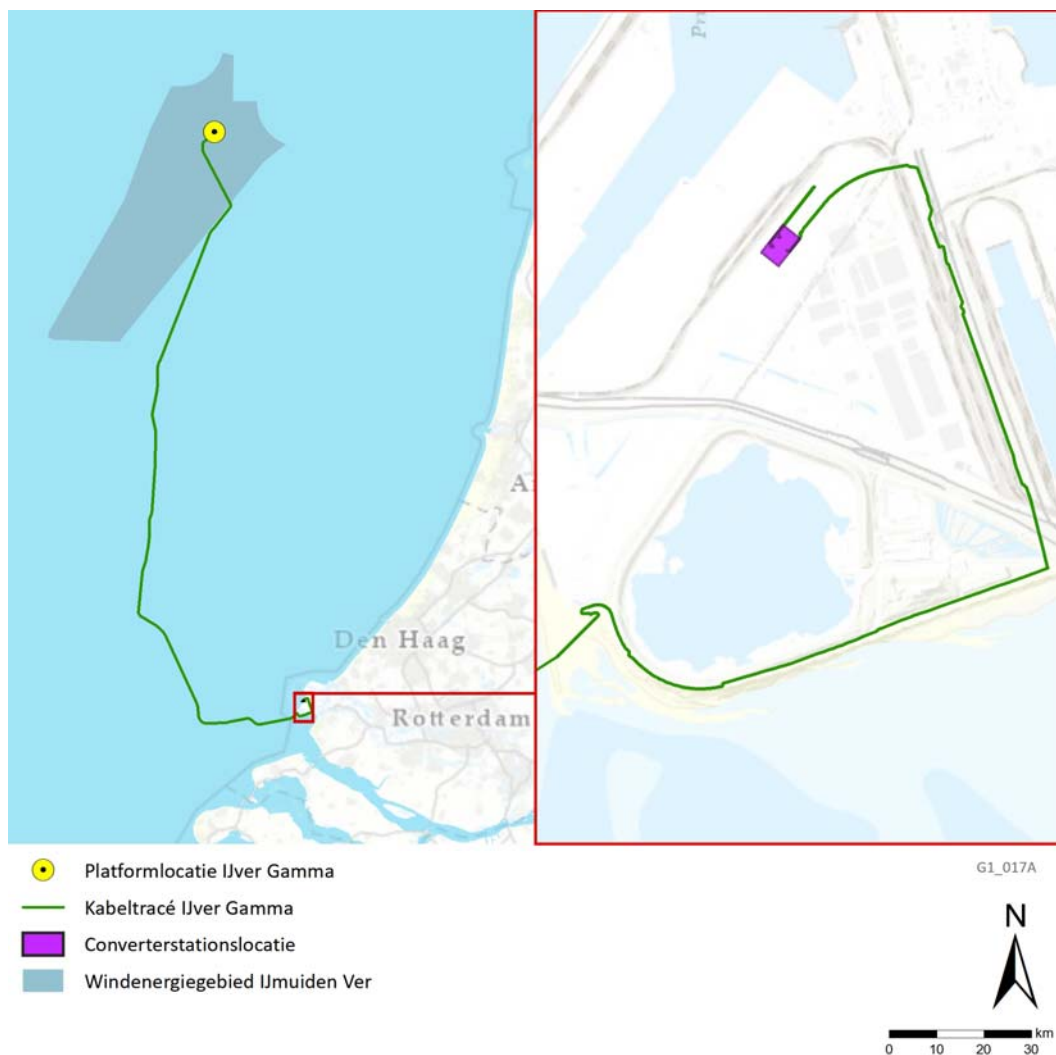 Den Haag
Rotterdam
Platformlocatie IJver Gamma
Kabeltracé IJver Gamma
Converterstationslocatie
Windenergiegebied IJmuiden Ver
G1_017A
N
km
0 10 20 30